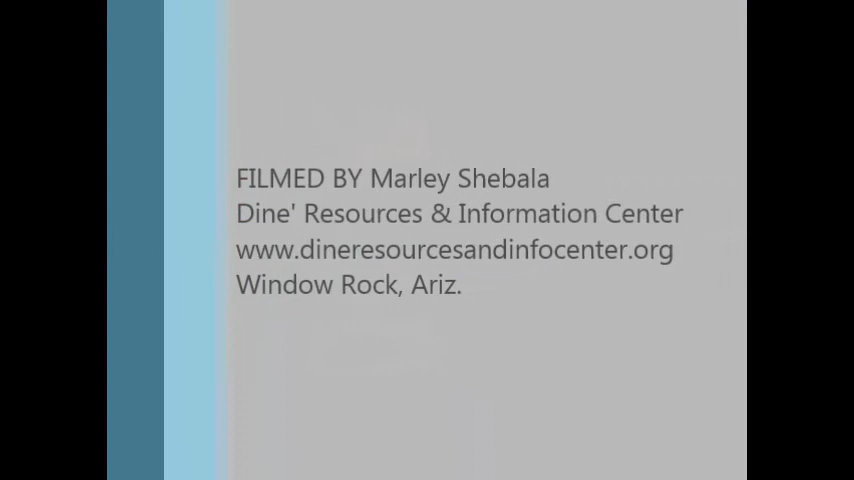 FILMED BY Marley Shebala
Dine' Resources & Information Center
www.dineresourcesandinfocenter.org
Window Rock, Ariz.